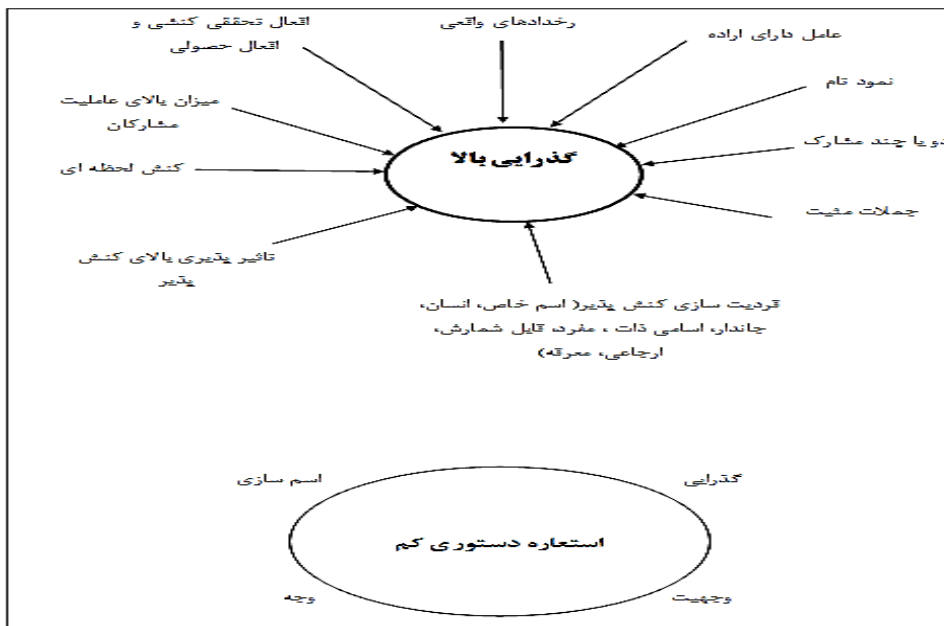 افعال تحققی کنشی و
افعال حصولی
رخدادهای واقعی
عامل دارای اراده
نمود تام
میزان بالای عاملیت
مشارکان
گذرایی بالا
دو یا چند مشارک
کنش لحظه ای
جملات مثبت
تاثیر پذیری بالای کنش
پذیر
فردیت سازی کنش پذیر( اسم خاص، انسان،
جاندار، اسامی ذات ، مفرد، قابل شمارش،
ارجاعی، معرفه)
اسم سازی
گذرایی
استعاره دستوری کم
وجه
وجهیت